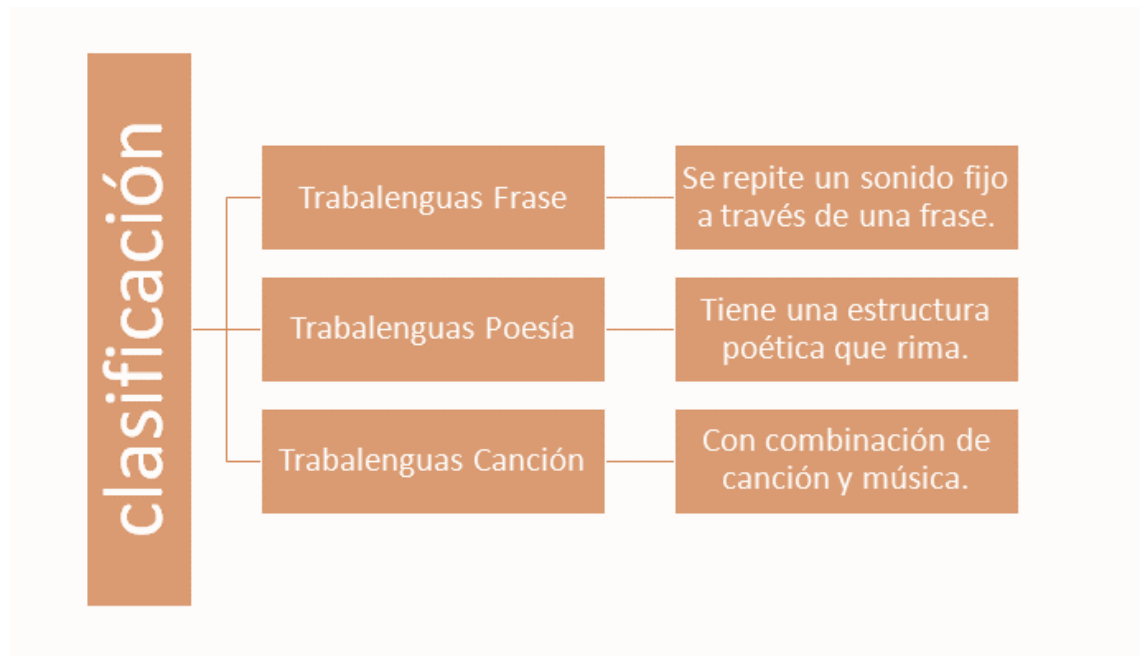 clasificación
Trabalenguas Frase
Se repite un sonido fijo
a través de una frase.
Trabalenguas Poesía
Tiene una estructura
poética que rima.
Trabalenguas Canción
Con combinación de
canción y música.